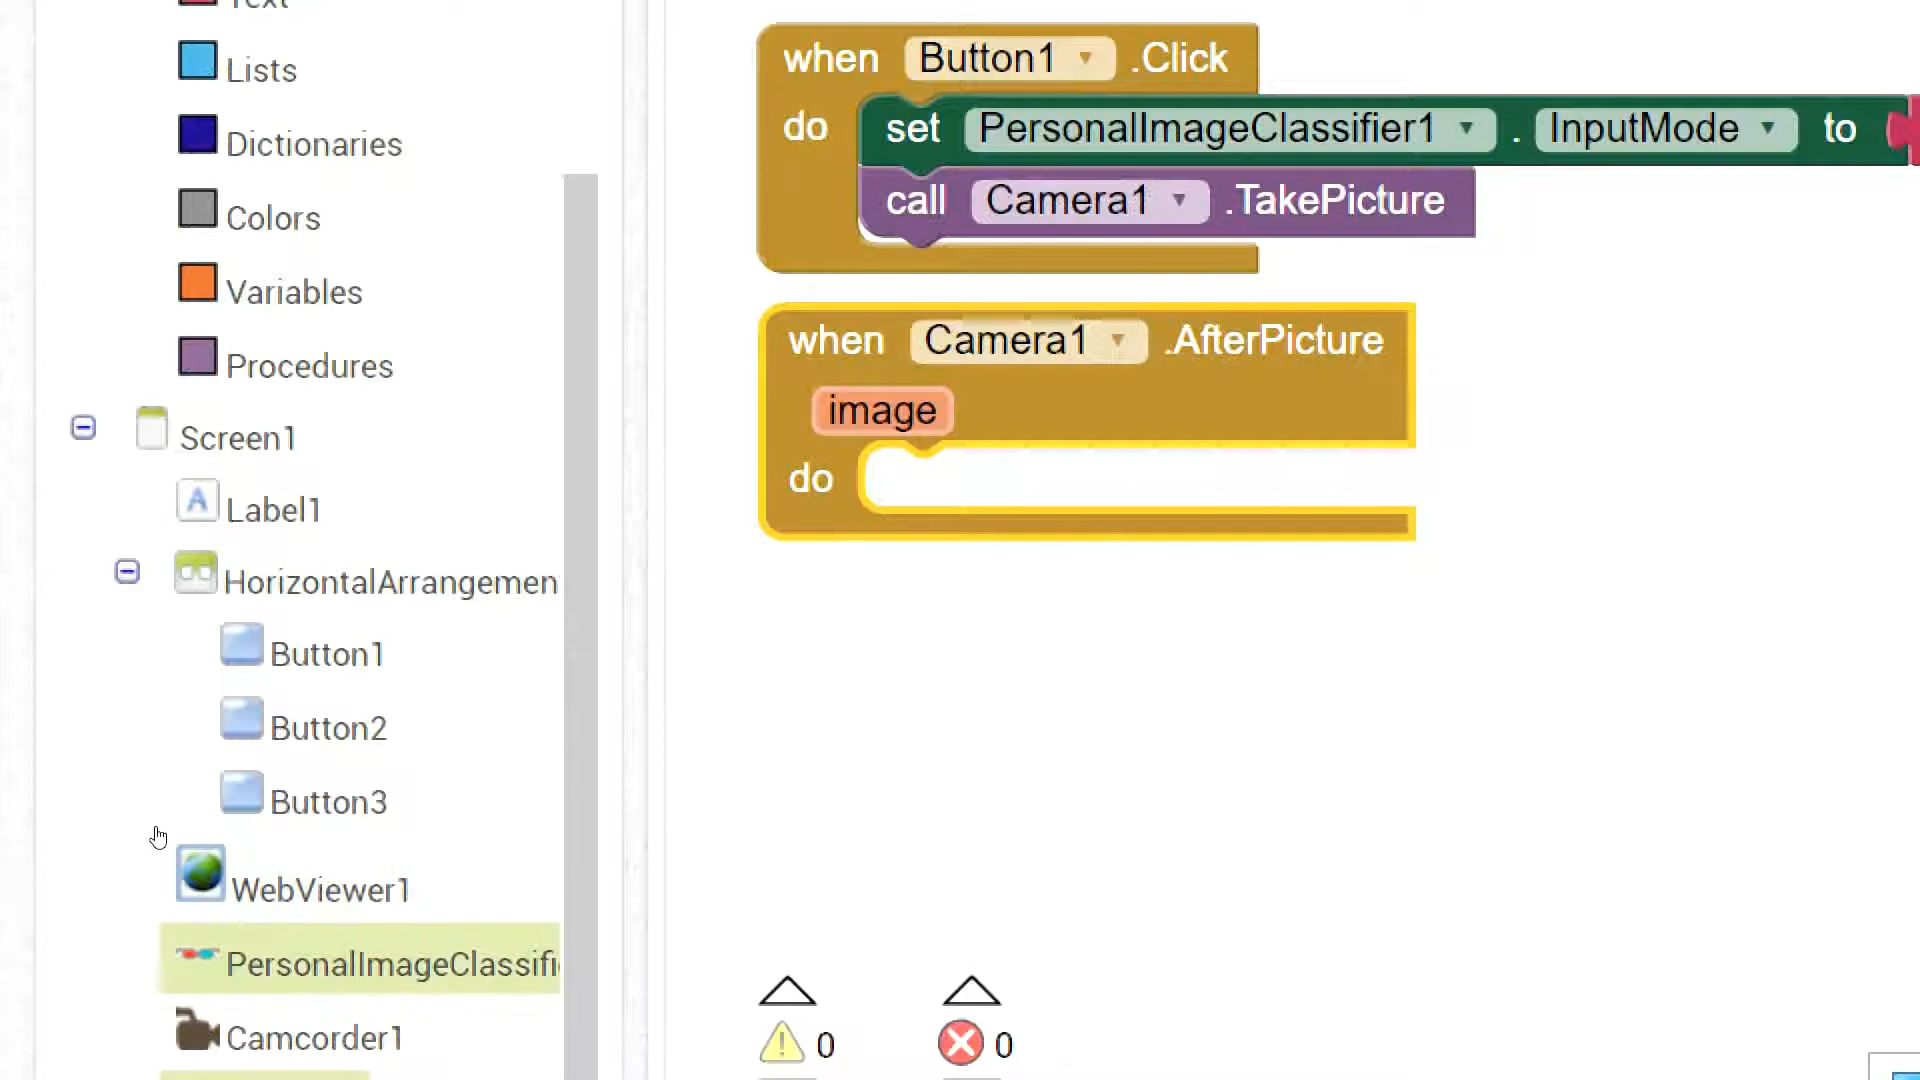 Text
Lists
Dictionaries
Colors
Variables
Procedures
Screen1
Label1
HorizontalArrangemen
Button1
Button2
Button3
WebViewer1
PersonalImageClassifi
Camcorder1
when Button1 .Click
do set PersonalImageClassifier1 . InputMode to
call Camera1 .TakePicture
when Camera1 .AfterPicture
image
do
0 0